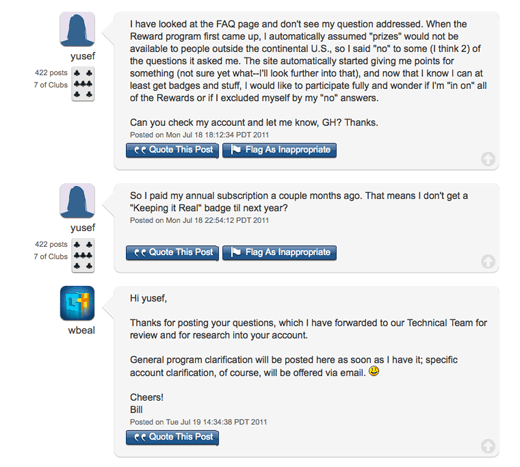 I have looked at the FAQ page and don't see my question addressed. When the
Reward program first came up, I automatically assumed "prizes" would not be
available to people outside the continental U.S., so I said "no" to some (I think 2) of
the questions it asked me. The site automatically started giving me points for
something (not sure yet what--I'll look further into that), and now that I know I can at
least get badges and stuff, I would like to participate fully and wonder if I'm "in on" all
of the Rewards or if I excluded myself by my "no" answers.
Can you check my account and let me know, GH? Thanks.
Posted on Mon Jul 18 18:12:34 PDT 2011
Quote This Post Flag As Inappropriate
yusef
422 posts
7 of Clubs
So I paid my annual subscription a couple months ago. That means I don't get a
"Keeping it Real" badge til next year?
Posted on Mon Jul 18 22:54:12 PDT 2011
Quote This Post Flag As Inappropriate
yusef
422 posts
7 of Clubs
Hi yusef,
Thanks for posting your questions, which I have forwarded to our Technical Team for
review and for research into your account.
General program clarification will be posted here as soon as I have it; specific
account clarification, of course, will be offered via email.
Cheers!
Bill
Posted on Tue Jul 19 14:34:38 PDT 2011
Quote This Post
wbeal